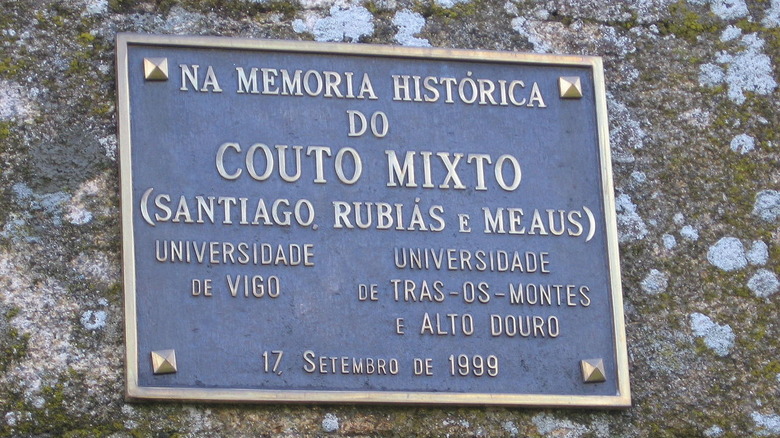 NA MEMORIA HISTÓRICA
DO
COUTO MIXTO
(SANTIAGO, RUBIÁS E MEAUS)
UNIVERSIDADE
DE VIGO
UNIVERSIDADE
DE TRAS-OS-MONTES
E ALTO DOURO
17, SETEMBRO DE 1999